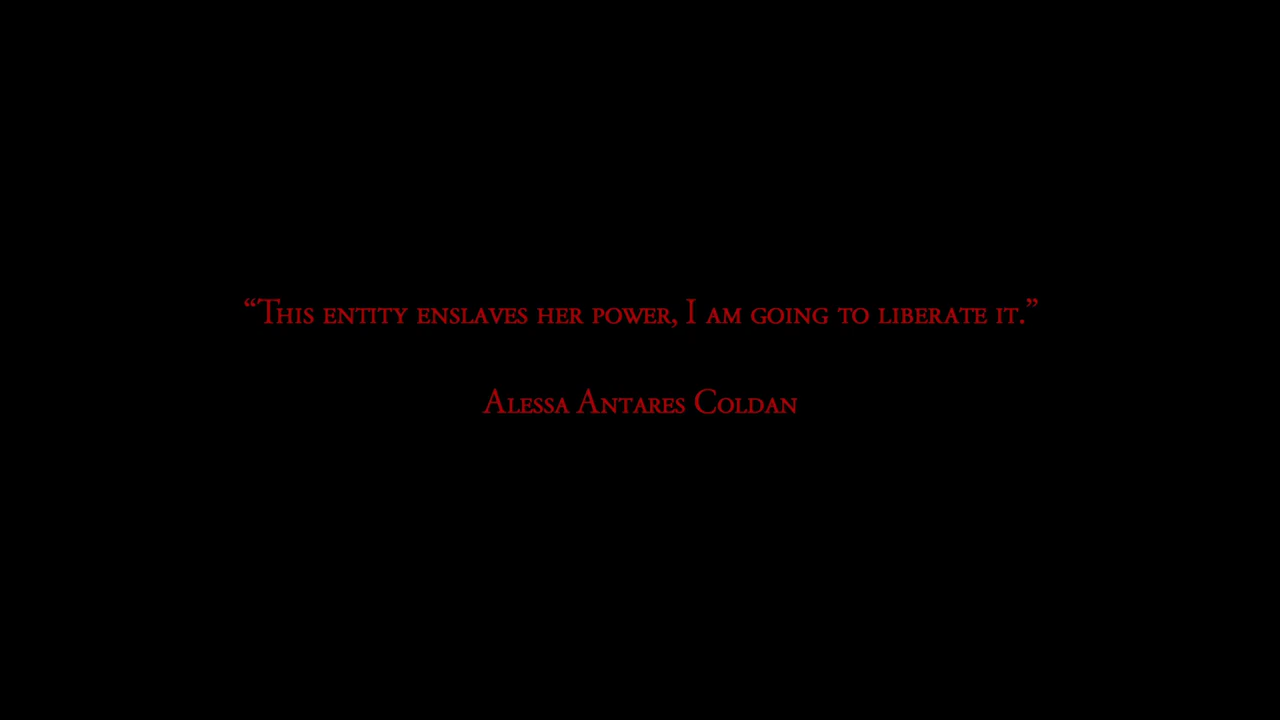 “This entity enslaves her power, I am going to liberate it.”
Alessa Antares Coldan